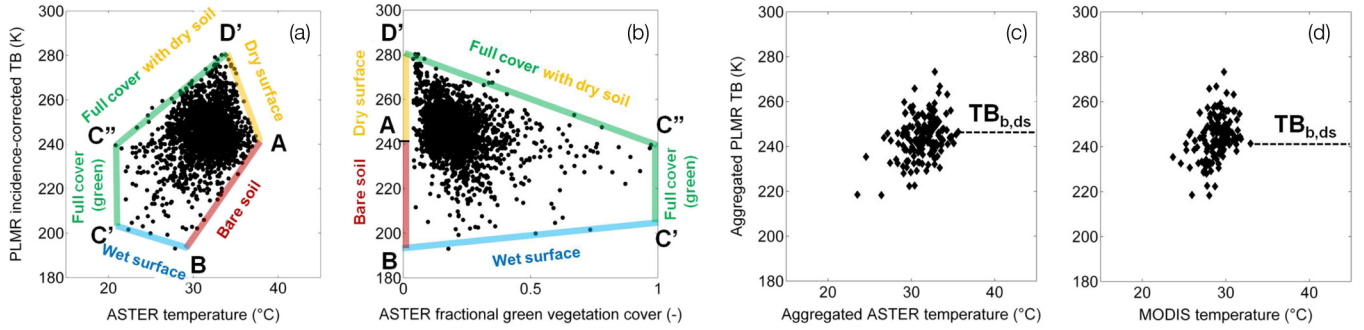 PLMR incidence-corrected TB (K)
300
280
260
240
220
200
180
20
30
40
ASTER temperature (°C)
(a)
D’
C”
C’
B
A
Full cover with dry soil
Dry surface
Full cover
(green)
Wet surface
Bare soil
300
280
260
240
220
200
180
0
0.5
1
ASTER fractional green vegetation cover (-)
(b)
D’
A
B
C”
C’
Dry surface
Bare soil
Full cover with dry soil
Full cover
(green)
Wet surface
Aggregated PLMR TB (K)
300
280
260
240
220
200
180
20
30
40
Aggregated ASTER temperature (°C)
(c)
TBb,ds
300
280
260
240
220
200
180
20
30
40
MODIS temperature (°C)
(d)
TBb,ds